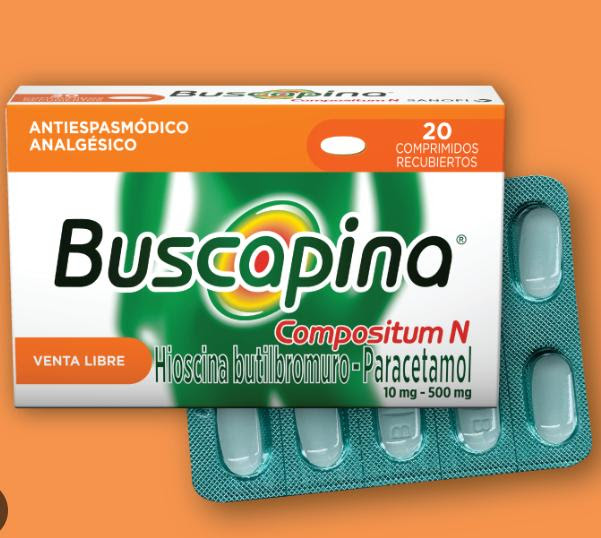 Buscapina
Compositum N SANOFI
ANTIESPASMÓDICO
ANALGÉSICO
20
COMPRIMIDOS
RECUBIERTOS
Buscapina®
Compositum N
VENTA LIBRE
Hioscina butilbromuro-Paracetamol
10 mg - 500 mg